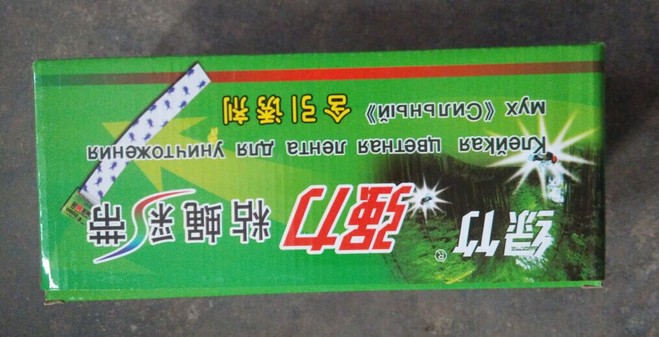 绿竹® 强力 粘蝇彩带
Клейкая цветная лента для уничтожения
мух《Сильный》 含引诱剂